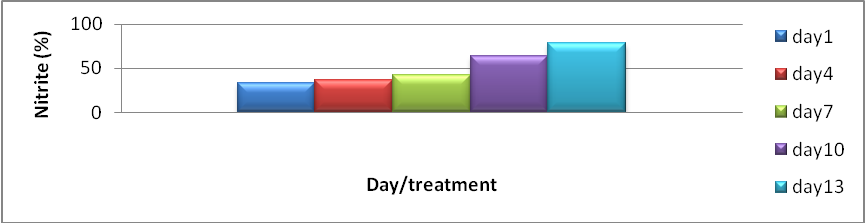 Nitrite (%)
100
50
0
Day/treatment
day1
day4
day7
day10
day13